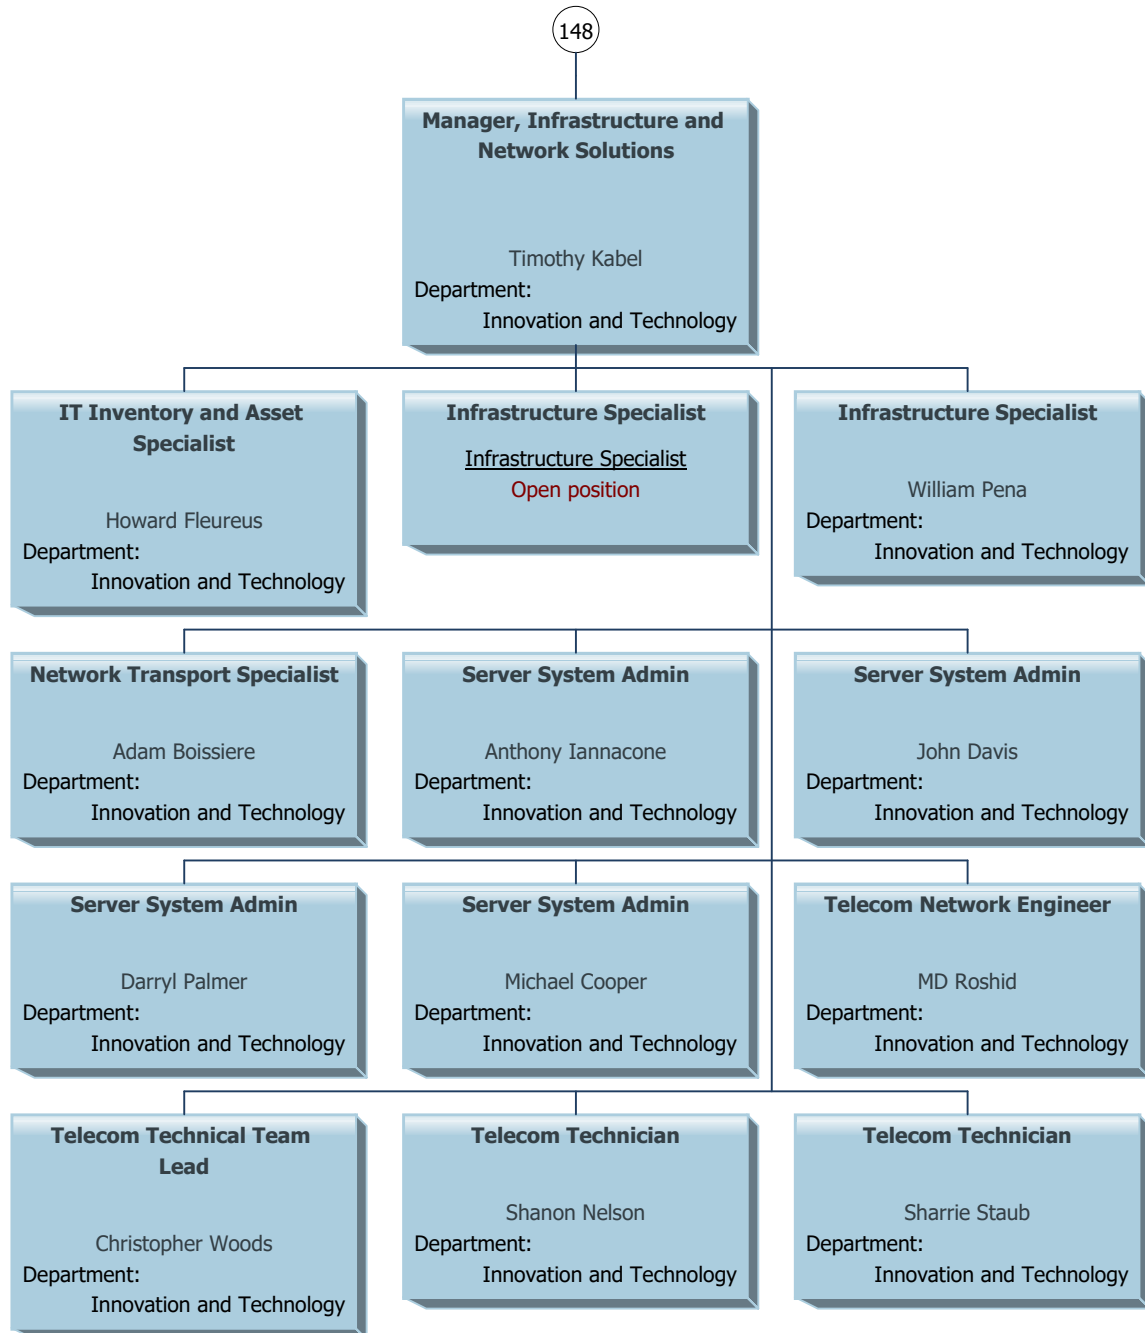 148
Manager, Infrastructure and
Network Solutions
Timothy Kabel
Department:
Innovation and Technology
IT Inventory and Asset
Specialist
Howard Fleureus
Department:
Innovation and Technology
Infrastructure Specialist
Infrastructure Specialist
Open position
Infrastructure Specialist
William Pena
Department:
Innovation and Technology
Network Transport Specialist
Adam Boissiere
Department:
Innovation and Technology
Server System Admin
Anthony Iannacone
Department:
Innovation and Technology
Server System Admin
John Davis
Department:
Innovation and Technology
Server System Admin
Darryl Palmer
Department:
Innovation and Technology
Server System Admin
Michael Cooper
Department:
Innovation and Technology
Telecom Network Engineer
MD Roshid
Department:
Innovation and Technology
Telecom Technical Team
Lead
Christopher Woods
Department:
Innovation and Technology
Telecom Technician
Shanon Nelson
Department:
Innovation and Technology
Telecom Technician
Sharrie Staub
Department:
Innovation and Technology